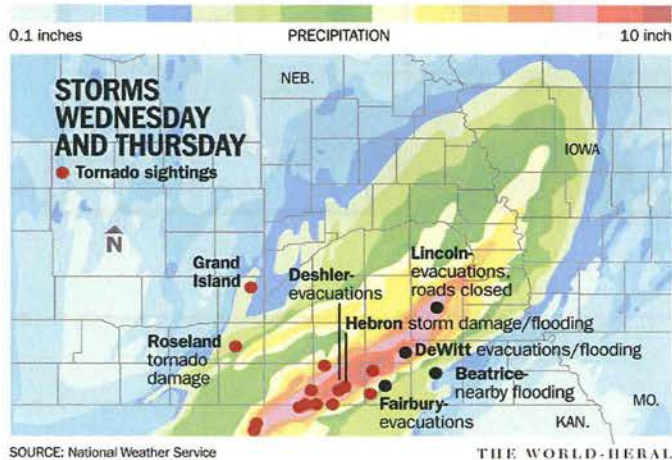 0.1 inches
PRECIPITATION
10 inch
STORMS
WEDNESDAY
AND THURSDAY
Tornado sightings
NEB.
IOWA
N
Grand
Island
Deshler-
evacuations
Lincoln-
evacuations,
roads closed
Hebron storm damage/flooding
Roseland
tornado
damage
DeWitt evacuations/flooding
Beatrice-
nearby flooding
Fairbury-
evacuations
MO.
KAN.
SOURCE: National Weather Service
THE WORLD-HERAL